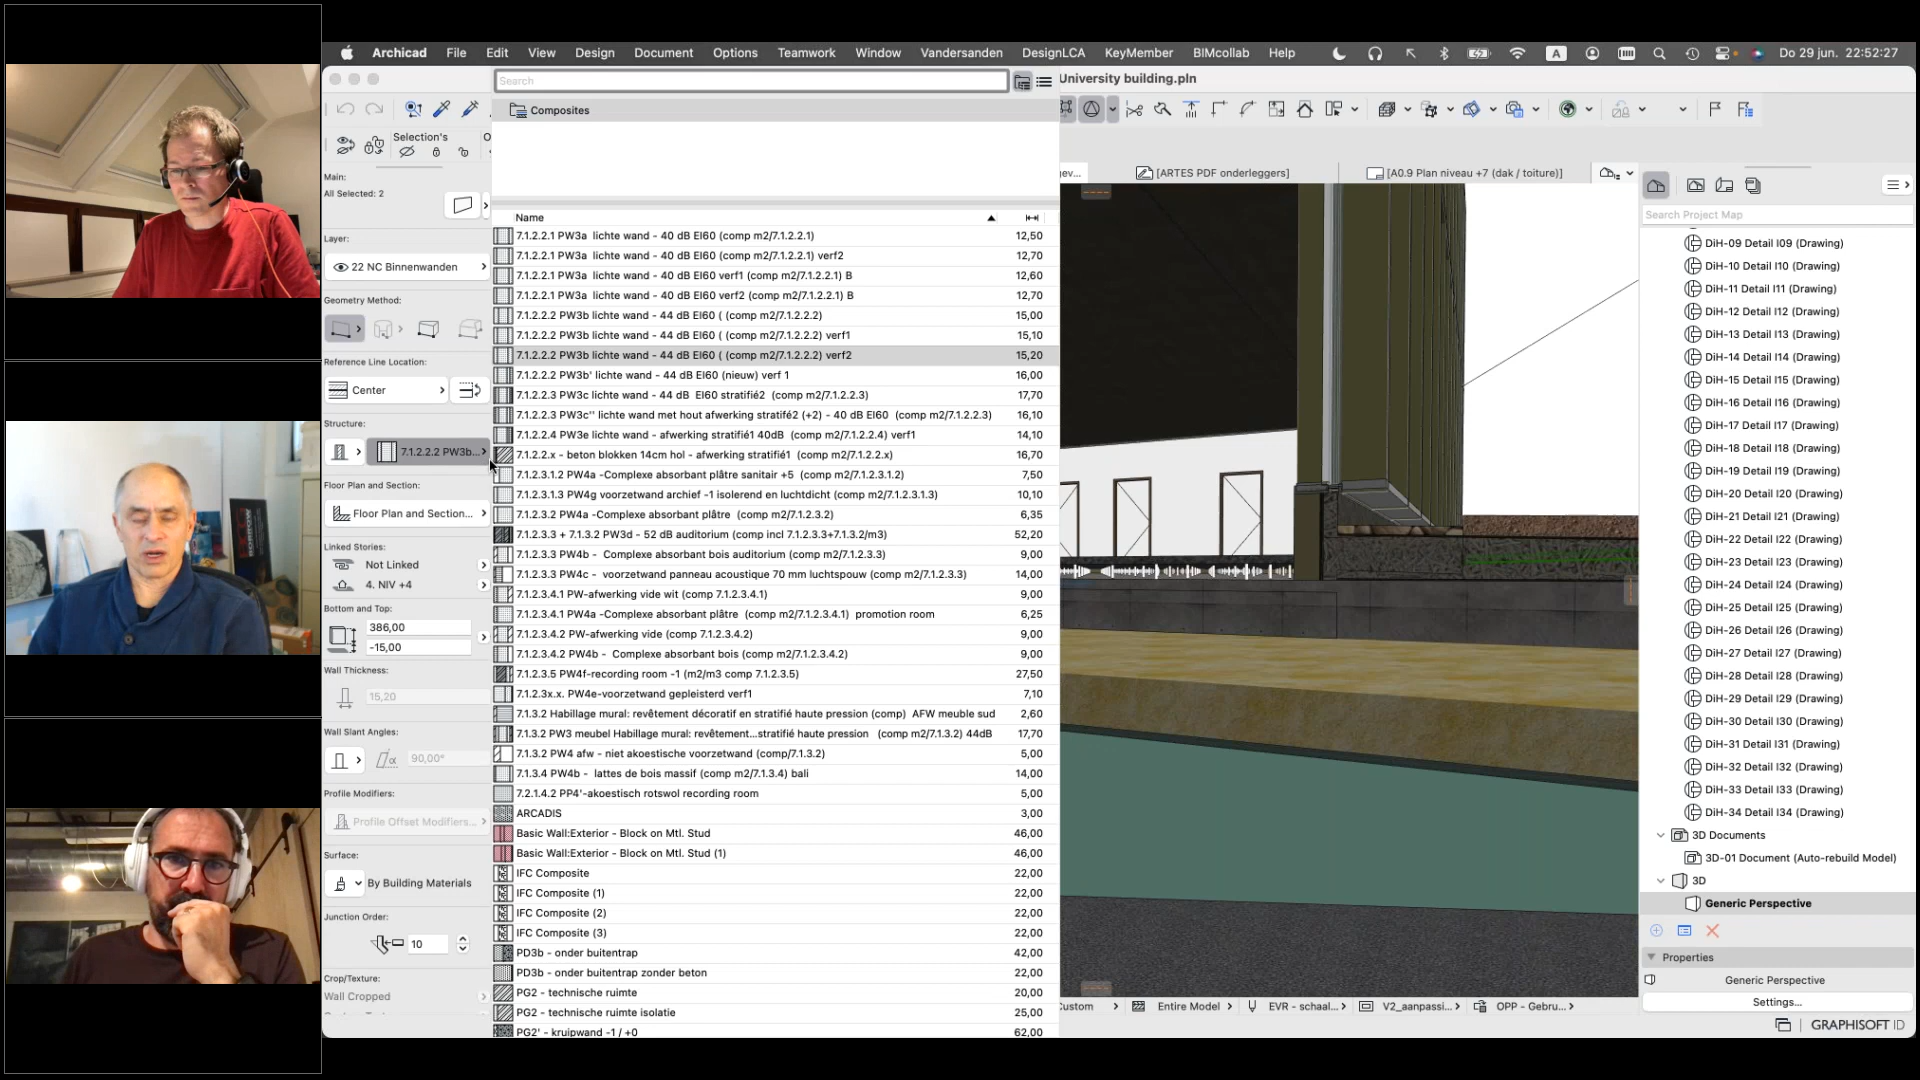 Archicad File Edit View Design Document Options Teamwork Window Vandersanden DesignLCA KeyMember BIMcollab Help A Do 29 jun. 22:52:27
Search
University building.pln
Composites
Selection's
Main:
All Selected: 2
gev... [ARTES PDF onderleggers] [A0.9 Plan niveau +7 (dak / toiture)]
Layer:
22 NC Binnenwanden
Geometry Method:
Reference Line Location:
Center
Structure:
7.1.2.2.2 PW3b...
Floor Plan and Section:
Floor Plan and Section...
Linked Stories:
Not Linked
4. NIV +4
Bottom and Top:
386,00
-15,00
Wall Thickness:
15,20
Wall Slant Angles:
90,00°
Profile Modifiers:
Profile Offset Modifiers...
Surface:
By Building Materials
Junction Order:
10
Crop/Texture:
Wall Cropped
Name
7.1.2.2.1 PW3a lichte wand - 40 dB EI60 (comp m2/7.1.2.2.1) 12,50
7.1.2.2.1 PW3a lichte wand - 40 dB EI60 (comp m2/7.1.2.2.1) verf2 12,70
7.1.2.2.1 PW3a lichte wand - 40 dB EI60 verf1 (comp m2/7.1.2.2.1) B 12,60
7.1.2.2.1 PW3a lichte wand - 40 dB EI60 verf2 (comp m2/7.1.2.2.1) B 12,70
7.1.2.2.2 PW3b lichte wand - 44 dB EI60 ( (comp m2/7.1.2.2.2) 15,00
7.1.2.2.2 PW3b lichte wand - 44 dB EI60 ( (comp m2/7.1.2.2.2) verf1 15,10
7.1.2.2.2 PW3b lichte wand - 44 dB EI60 ( (comp m2/7.1.2.2.2) verf2 15,20
7.1.2.2.2 PW3b' lichte wand - 44 dB EI60 (nieuw) verf 1 16,00
7.1.2.2.3 PW3c lichte wand - 44 dB EI60 stratifié2 (comp m2/7.1.2.2.3) 17,70
7.1.2.2.3 PW3c'' lichte wand met hout afwerking stratifé2 (+2) - 40 dB EI60 (comp m2/7.1.2.2.3) 16,10
7.1.2.2.4 PW3e lichte wand - afwerking stratifié1 40dB (comp m2/7.1.2.2.4) verf1 14,10
7.1.2.2.x - beton blokken 14cm hol - afwerking stratifié1 (comp m2/7.1.2.2.x) 16,70
7.1.2.3.1.2 PW4a -Complexe absorbant plâtre sanitair +5 (comp m2/7.1.2.3.1.2) 7,50
7.1.2.3.1.3 PW4g voorzetwand archief -1 isolerend en luchtdicht (comp m2/7.1.2.3.1.3) 10,10
7.1.2.3.2 PW4a -Complexe absorbant plâtre (comp m2/7.1.2.3.2) 6,35
7.1.2.3.3 + 7.1.3.2 PW3d - 52 dB auditorium (comp incl 7.1.2.3.3+7.1.3.2/m3) 52,20
7.1.2.3.3 PW4b - Complexe absorbant bois auditorium (comp m2/7.1.2.3.3) 9,00
7.1.2.3.3 PW4c - voorzetwand panneau acoustique 70 mm luchtspouw (comp m2/7.1.2.3.3) 14,00
7.1.2.3.4.1 PW-afwerking vide wit (comp 7.1.2.3.4.1) 9,00
7.1.2.3.4.1 PW4a -Complexe absorbant plâtre (comp m2/7.1.2.3.4.1) promotion room 6,25
7.1.2.3.4.2 PW-afwerking vide (comp 7.1.2.3.4.2) 9,00
7.1.2.3.4.2 PW4b - Complexe absorbant bois (comp m2/7.1.2.3.4.2) 9,00
7.1.2.3.5 PW4f-recording room -1 (m2/m3 comp 7.1.2.3.5) 27,50
7.1.2.3x.x. PW4e-voorzetwand gepleisterd verf1 7,10
7.1.3.2 Habillage mural: revêtement décoratif en stratifié haute pression (comp) AFW meuble sud 2,60
7.1.3.2 PW3 meubel Habillage mural: revêtement...stratifié haute pression (comp m2/7.1.3.2) 44dB 17,70
7.1.3.2 PW4 afw - niet akoestische voorzetwand (comp/7.1.3.2) 5,00
7.1.3.4 PW4b - lattes de bois massif (comp m2/7.1.3.4) bali 14,00
7.2.1.4.2 PP4'-akoestisch rotswol recording room 5,00
ARCADIS 3,00
Basic Wall:Exterior - Block on Mtl. Stud 46,00
Basic Wall:Exterior - Block on Mtl. Stud (1) 46,00
IFC Composite 22,00
IFC Composite (1) 22,00
IFC Composite (2) 22,00
IFC Composite (3) 22,00
PD3b - onder buitentrap 42,00
PD3b - onder buitentrap zonder beton 22,00
PG2 - technische ruimte 20,00
PG2 - technische ruimte isolatie 25,00
PG2' - kruipwand -1 / +0 62,00
Search Project Map
DiH-09 Detail I09 (Drawing)
DiH-10 Detail I10 (Drawing)
DiH-11 Detail I11 (Drawing)
DiH-12 Detail I12 (Drawing)
DiH-13 Detail I13 (Drawing)
DiH-14 Detail I14 (Drawing)
DiH-15 Detail I15 (Drawing)
DiH-16 Detail I16 (Drawing)
DiH-17 Detail I17 (Drawing)
DiH-18 Detail I18 (Drawing)
DiH-19 Detail I19 (Drawing)
DiH-20 Detail I20 (Drawing)
DiH-21 Detail I21 (Drawing)
DiH-22 Detail I22 (Drawing)
DiH-23 Detail I23 (Drawing)
DiH-24 Detail I24 (Drawing)
DiH-25 Detail I25 (Drawing)
DiH-26 Detail I26 (Drawing)
DiH-27 Detail I27 (Drawing)
DiH-28 Detail I28 (Drawing)
DiH-29 Detail I29 (Drawing)
DiH-30 Detail I30 (Drawing)
DiH-31 Detail I31 (Drawing)
DiH-32 Detail I32 (Drawing)
DiH-33 Detail I33 (Drawing)
DiH-34 Detail I34 (Drawing)
3D Documents
3D-01 Document (Auto-rebuild Model)
3D
Generic Perspective
Properties
Generic Perspective
Settings...
Custom Entire Model EVR - schaal... V2_aanpassi... OPP - Gebru...
GRAPHISOFT ID